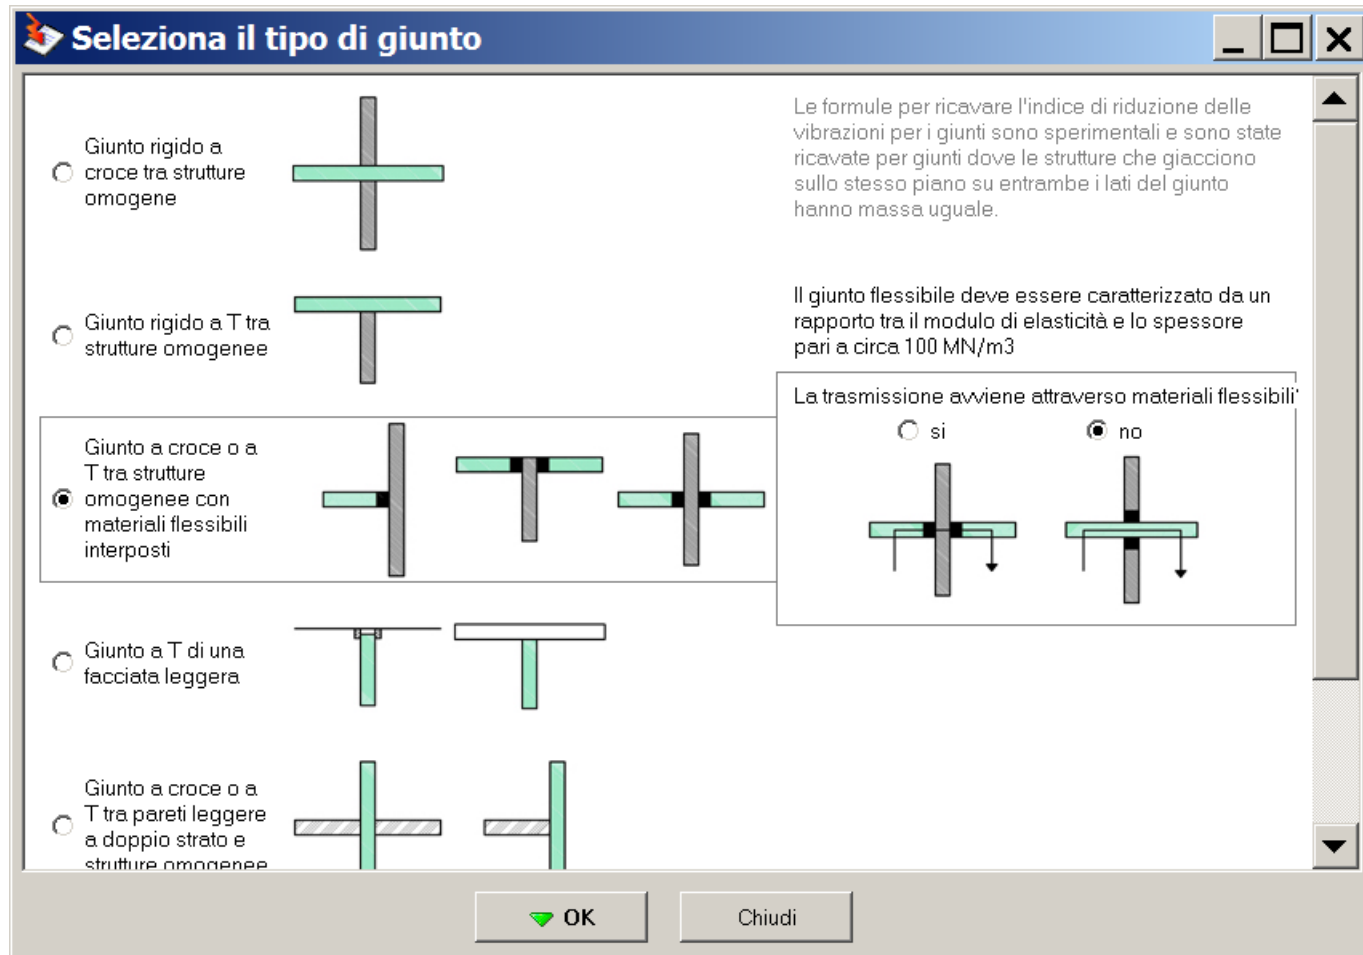 Seleziona il tipo di giunto
Giunto rigido a
croce tra strutture
omogene
Le formule per ricavare l'indice di riduzione delle
vibrazioni per i giunti sono sperimentali e sono state
ricavate per giunti dove le strutture che giacciono
sullo stesso piano su entrambe i lati del giunto
hanno massa uguale.
Giunto rigido a T tra
strutture omogenee
Il giunto flessibile deve essere caratterizzato da un
rapporto tra il modulo di elasticità e lo spessore
pari a circa 100 MN/m3
La trasmissione avviene attraverso materiali flessibili
si
no
Giunto a croce o a
T tra strutture
omogenee con
materiali flessibili
interposti
Giunto a T di una
facciata leggera
Giunto a croce o a
T tra pareti leggere
a doppio strato e
strutture omogenee
OK
Chiudi